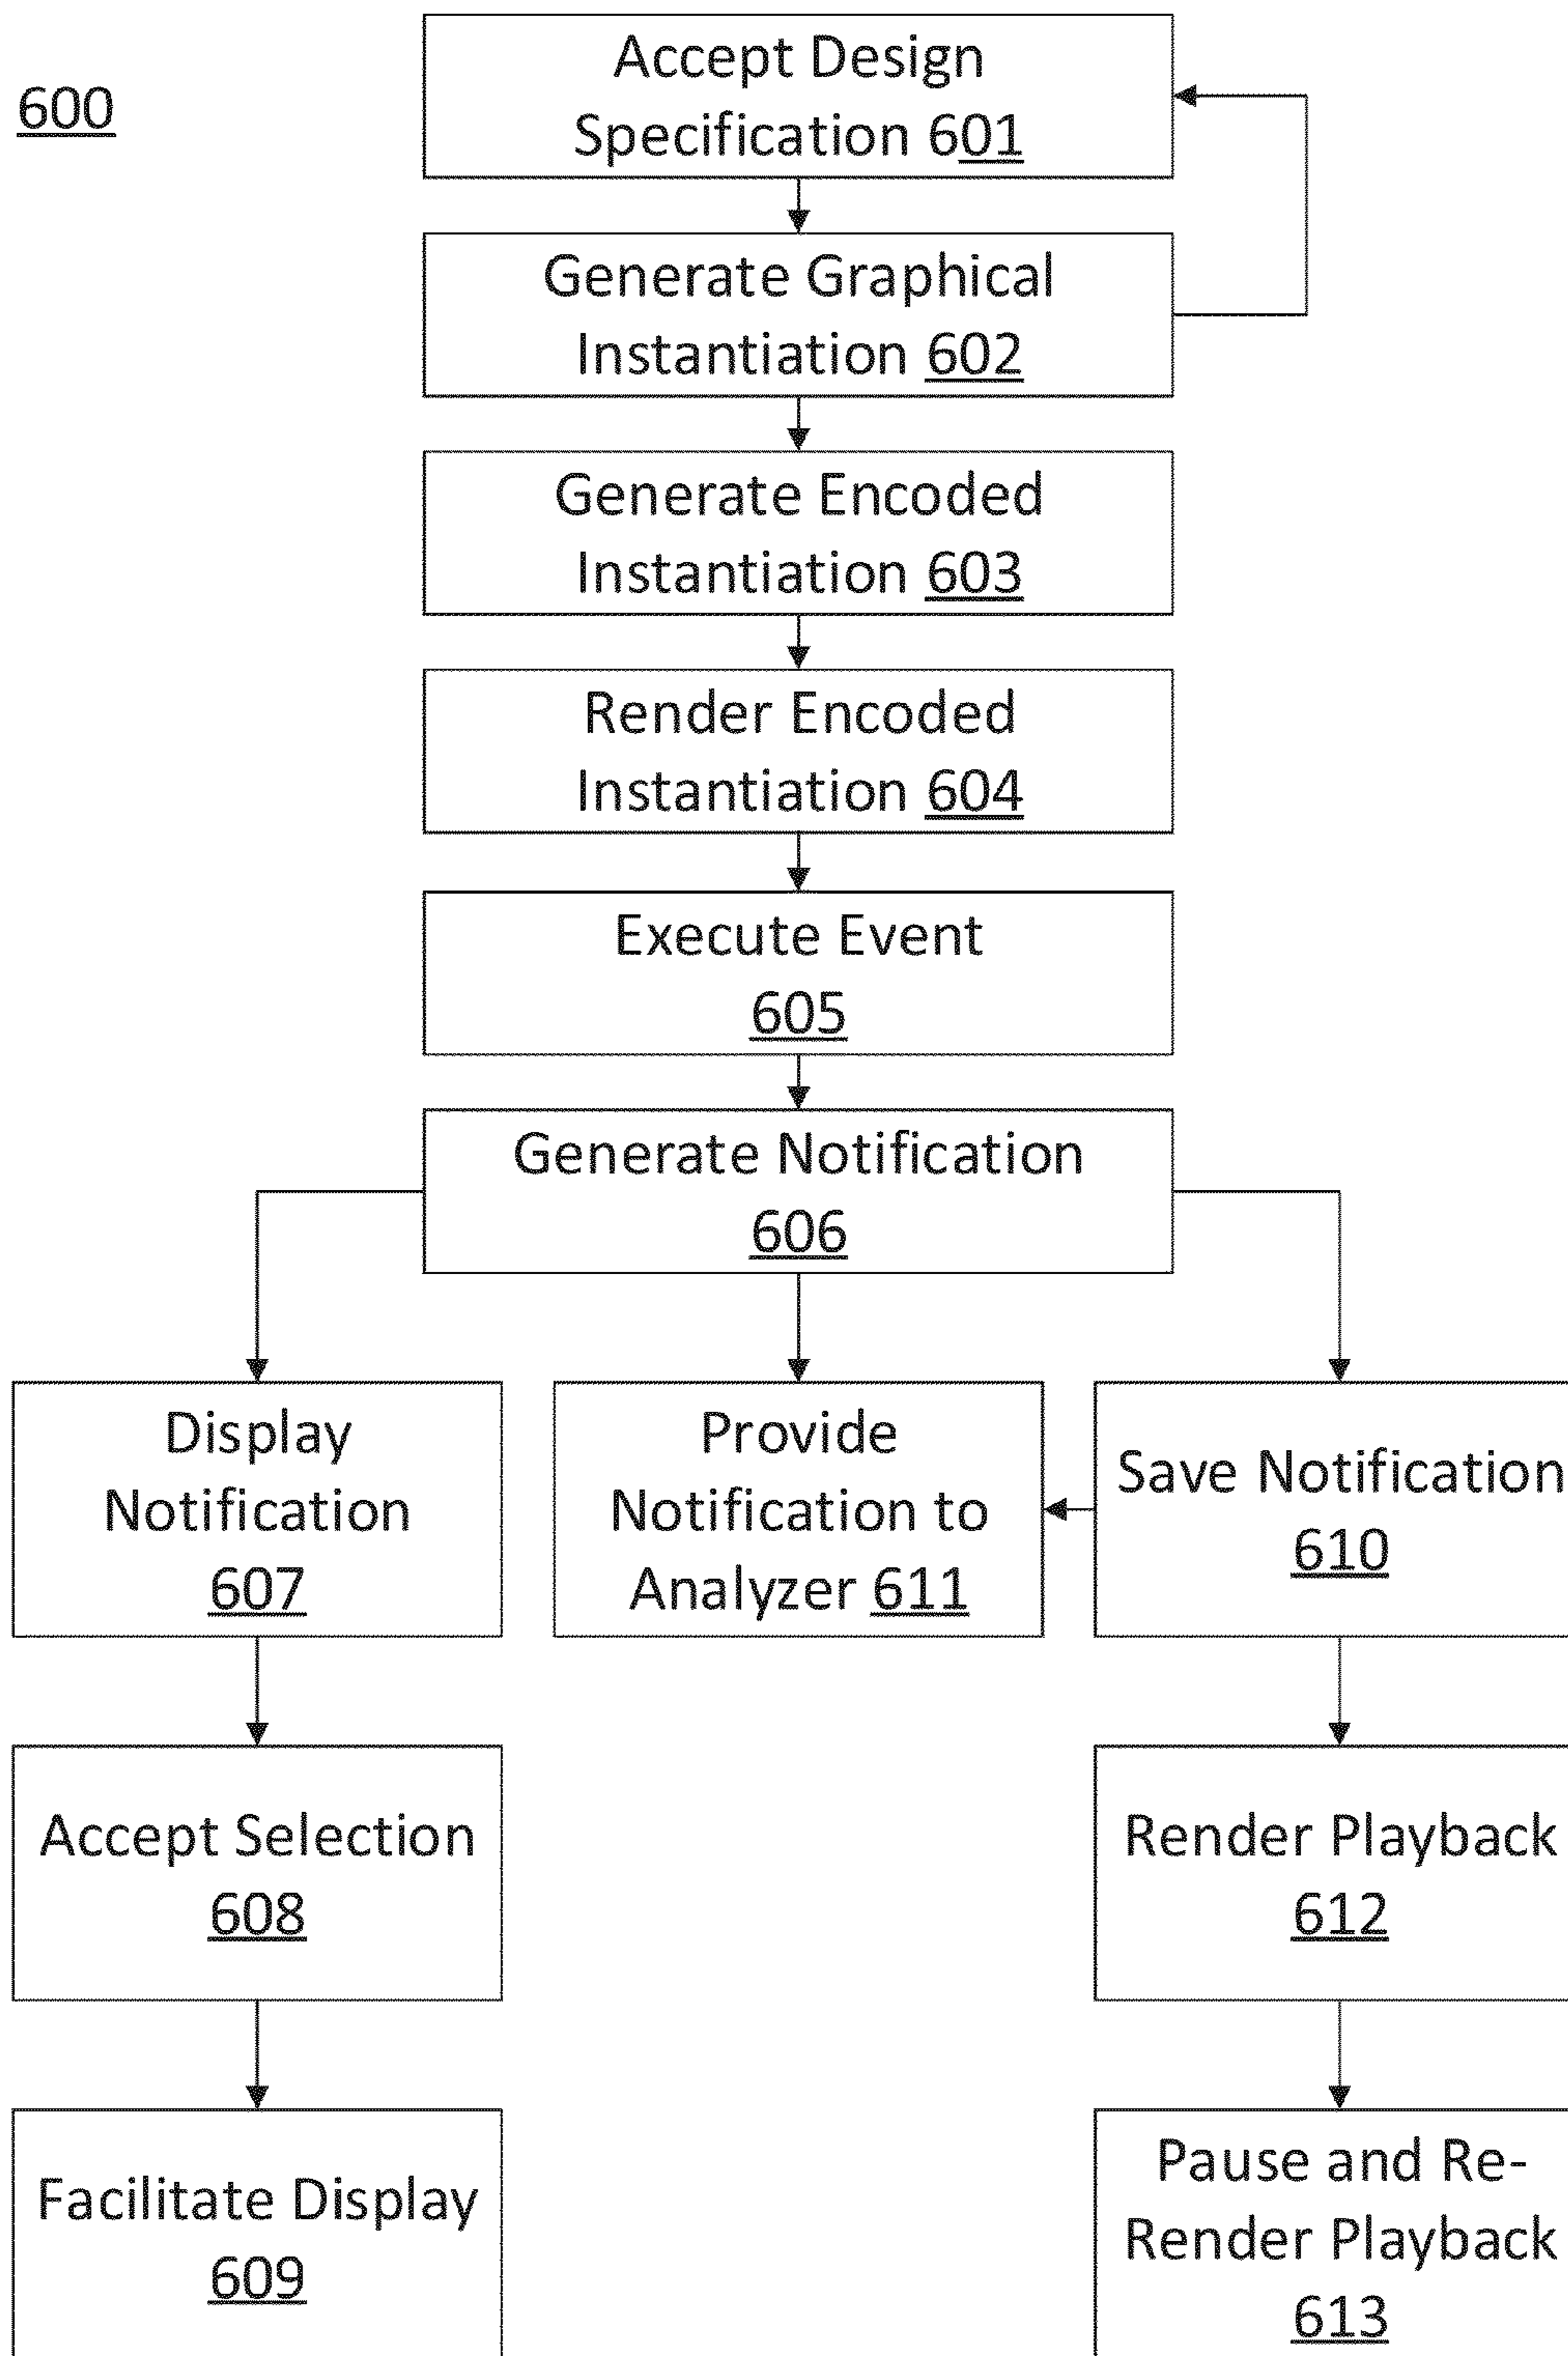 600
Accept Design
Specification 601
Generate Graphical
Instantiation 602
Generate Encoded
Instantiation 603
Render Encoded
Instantiation 604
Execute Event
605
Generate Notification
606
Display
Notification
607
Provide
Notification to
Analyzer 611
Save Notification
610
Accept Selection
608
Render Playback
612
Facilitate Display
609
Pause and Re-
Render Playback
613